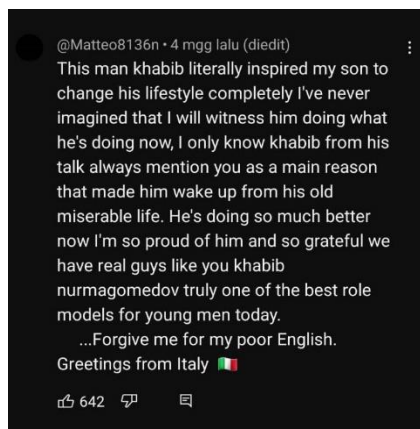 @Matteo8136n • 4 mgg lalu (diedit)
This man khabib literally inspired my son to
change his lifestyle completely I've never
imagined that I will witness him doing what
he's doing now, I only know khabib from his
talk always mention you as a main reason
that made him wake up from his old
miserable life. He's doing so much better
now I'm so proud of him and so grateful we
have real guys like you khabib
nurmagomedov truly one of the best role
models for young men today.
...Forgive me for my poor English.
Greetings from Italy 🇮🇹
642